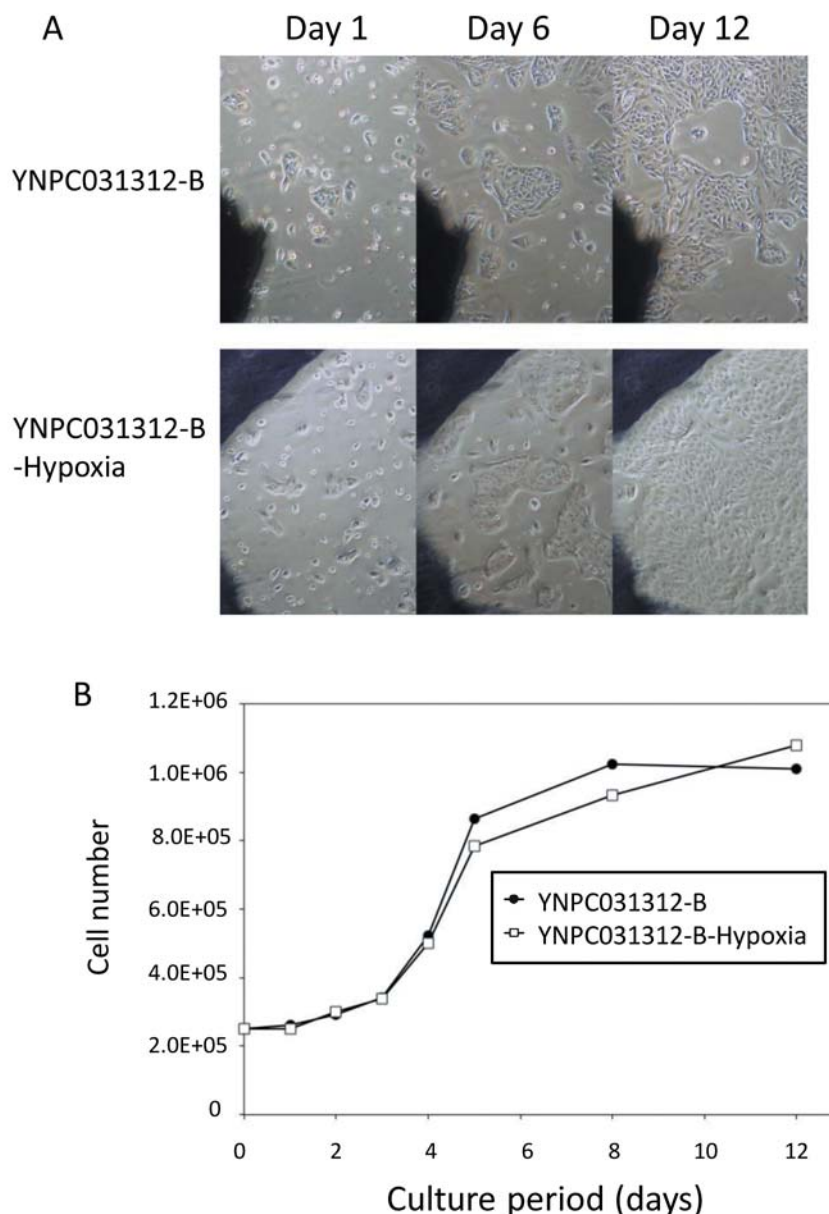 A
Day 1 Day 6 Day 12
YNPC031312-B
YNPC031312-B
-Hypoxia
B
1.2E+06
1.0E+06
8.0E+05
6.0E+05
4.0E+05
2.0E+05
0
Cell number
YNPC031312-B
YNPC031312-B-Hypoxia
0 2 4 6 8 10 12
Culture period (days)